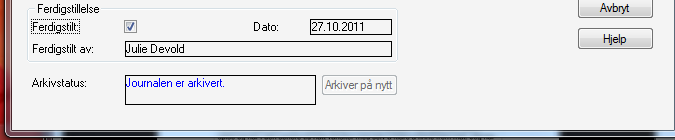 Ferdigstillelse
Avbryt
Ferdigstilt:
Dato:
27.10.2011
Hjelp
Ferdigstilt av:
Julie Devold
Arkivstatus:
Journalen er arkivert.
Arkiver på nytt